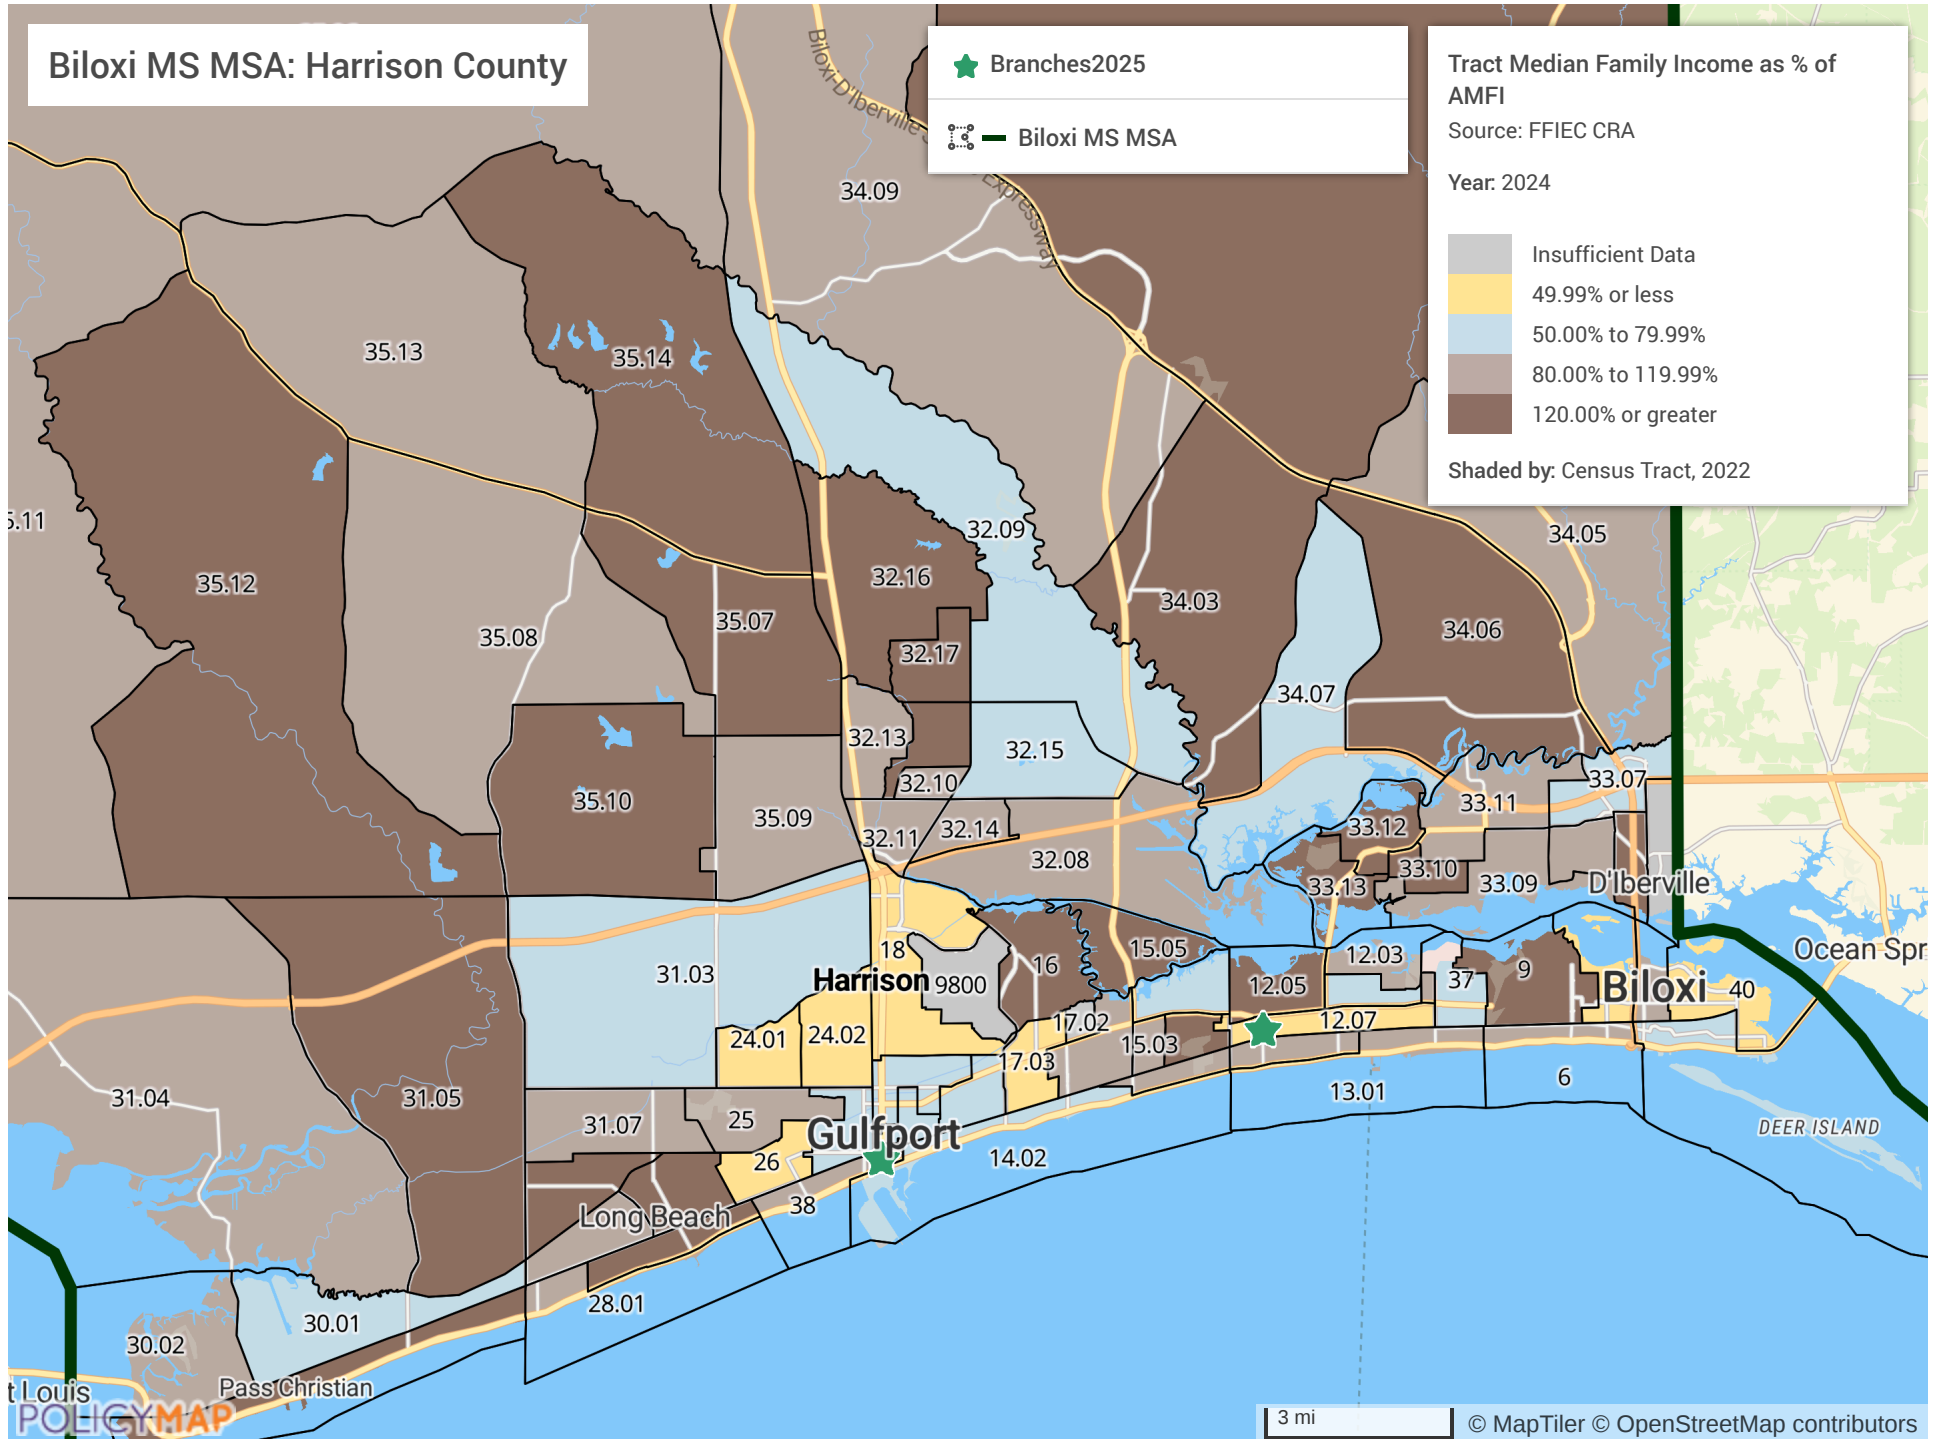 Biloxi MS MSA: Harrison County
Branches2025
Biloxi MS MSA
Tract Median Family Income as % of
AMFI
Source: FFIEC CRA
Year: 2024
Insufficient Data
49.99% or less
50.00% to 79.99%
80.00% to 119.99%
120.00% or greater
Shaded by: Census Tract, 2022
Biloxi-D'Iberville
Expressway
34.09
35.13
35.14
5.11
32.09
34.05
35.12
32.16
34.03
35.07
34.06
35.08
32.17
34.07
32.13
32.15
33.07
32.10
35.10
33.11
35.09
33.12
32.14
32.11
32.08
33.10
33.13
33.09
D'Iberville
18
15.05
Ocean Spr
12.03
16
31.03
9
Harrison
9800
12.05
37
Biloxi
40
17.02
12.07
24.01
24.02
15.03
17.03
31.04
31.05
13.01
6
25
31.07
DEER ISLAND
Gulfport
26
14.02
38
Long Beach
28.01
30.01
30.02
Pass Christian
t Louis
POLICYMAP
3 mi
© MapTiler © OpenStreetMap contributors